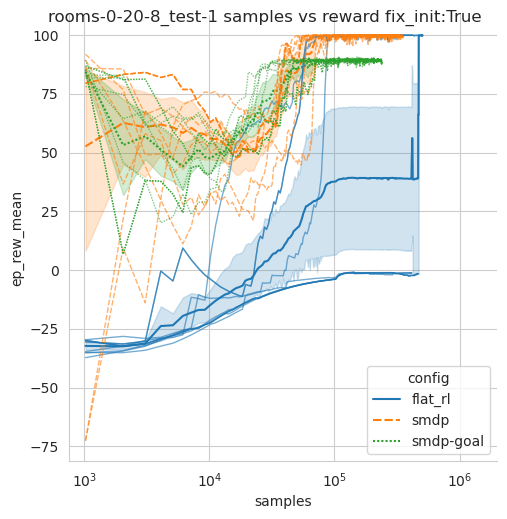 rooms-0-20-8_test-1 samples vs reward fix_init:True
100
75
50
25
0
−25
−50
−75
ep_rew_mean
10³
10⁴
10⁵
10⁶
samples
config
flat_rl
smdp
smdp-goal